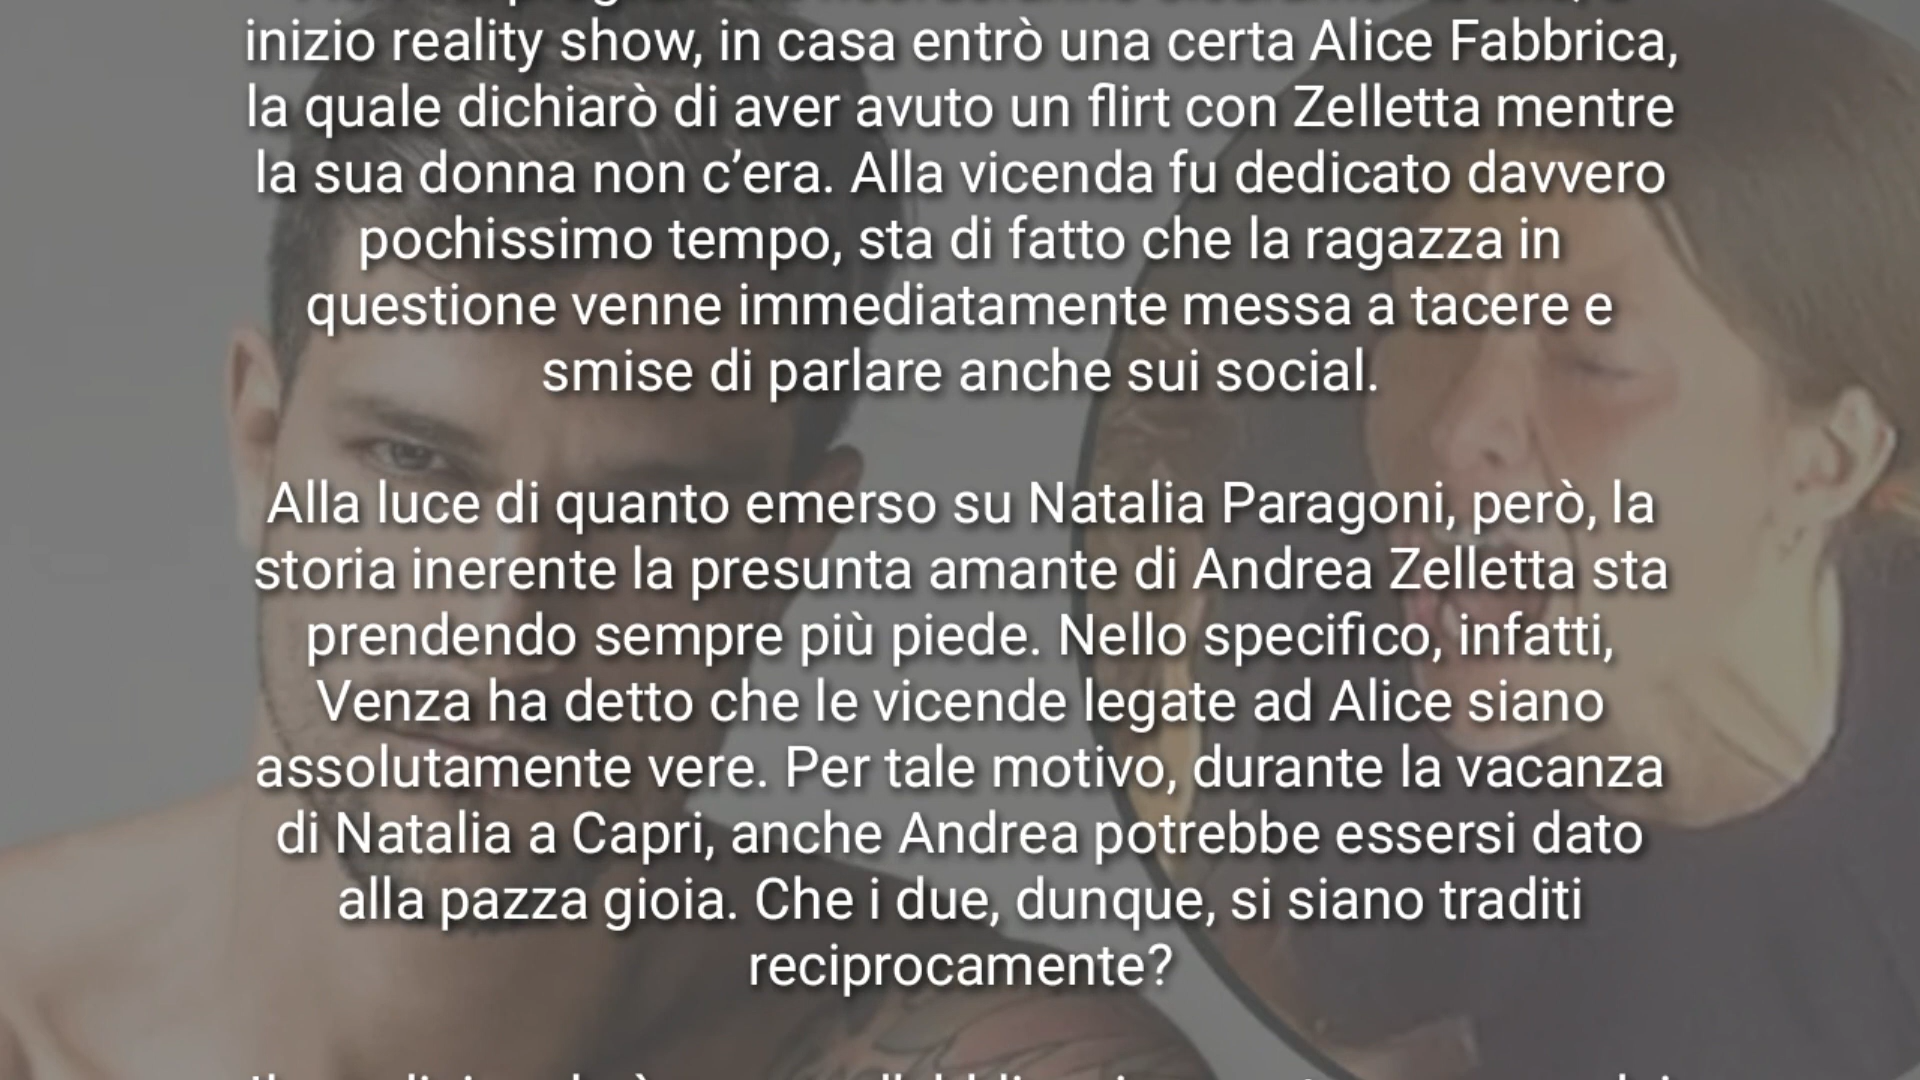 inizio reality show, in casa entrò una certa Alice Fabbrica,
la quale dichiarò di aver avuto un flirt con Zelletta mentre
la sua donna non c’era. Alla vicenda fu dedicato davvero
pochissimo tempo, sta di fatto che la ragazza in
questione venne immediatamente messa a tacere e
smise di parlare anche sui social.
Alla luce di quanto emerso su Natalia Paragoni, però, la
storia inerente la presunta amante di Andrea Zelletta sta
prendendo sempre più piede. Nello specifico, infatti,
Venza ha detto che le vicende legate ad Alice siano
assolutamente vere. Per tale motivo, durante la vacanza
di Natalia a Capri, anche Andrea potrebbe essersi dato
alla pazza gioia. Che i due, dunque, si siano traditi
reciprocamente?